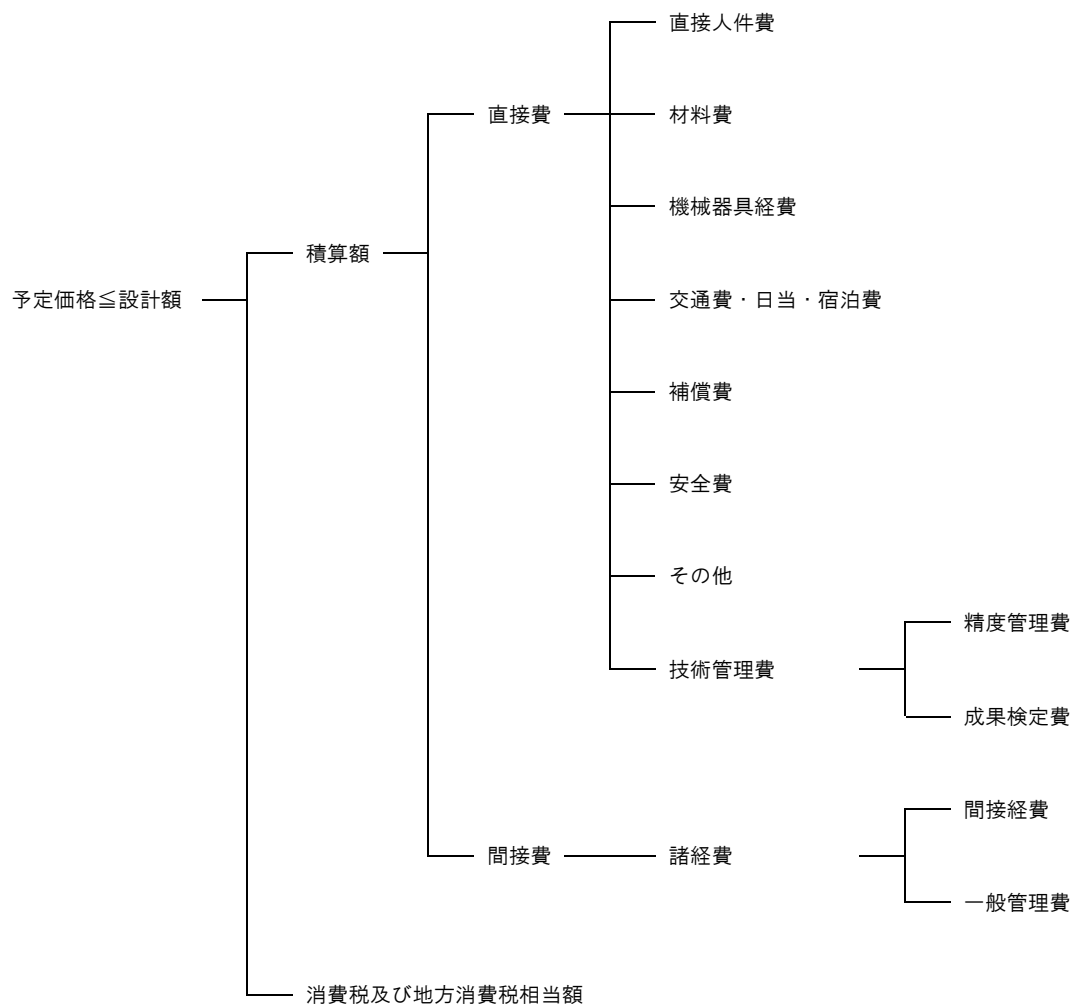 直接人件費
直接費
材料費
機械器具経費
積算額
予定価格≦設計額
交通費・日当・宿泊費
補償費
安全費
その他
精度管理費
技術管理費
成果検定費
間接経費
間接費
諸経費
一般管理費
消費税及び地方消費税相当額